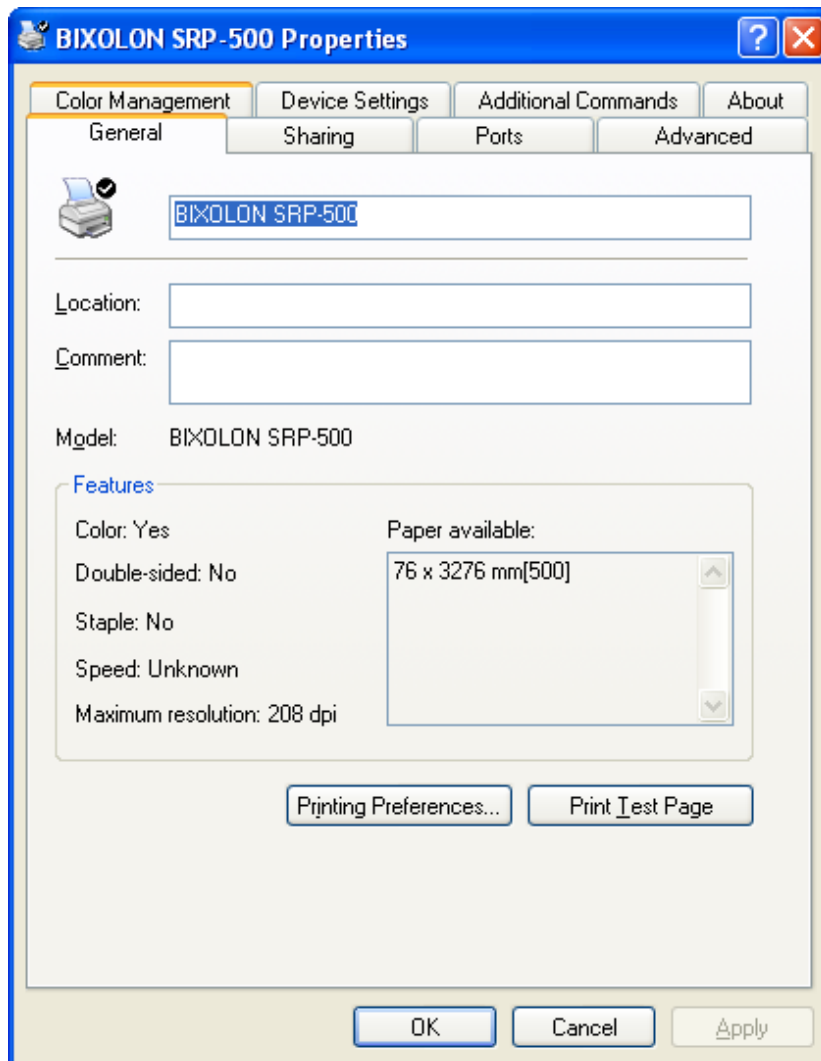 BIXOLON SRP-500 Properties
?
Color Management Device Settings Additional Commands About
General Sharing Ports Advanced
BIXOLON SRP-500
Location:
Comment:
Model: BIXOLON SRP-500
Features
Color: Yes Paper available:
Double-sided: No 76 x 3276 mm[500]
Staple: No
Speed: Unknown
Maximum resolution: 208 dpi
Printing Preferences... Print Test Page
OK Cancel Apply